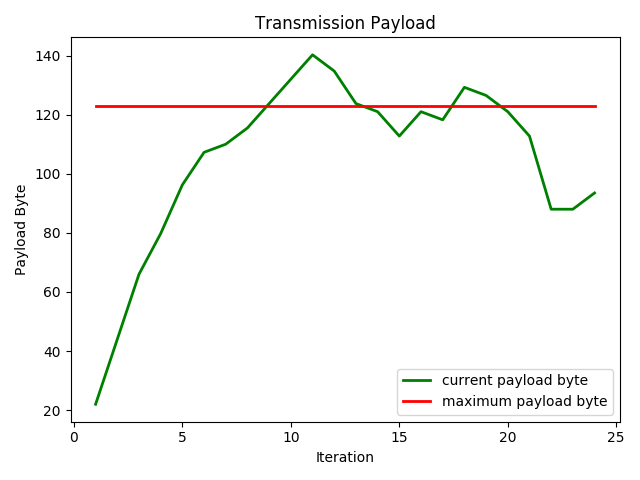 Transmission Payload
Payload Byte
140
120
100
80
60
40
20
0
5
10
15
20
25
Iteration
current payload byte
maximum payload byte